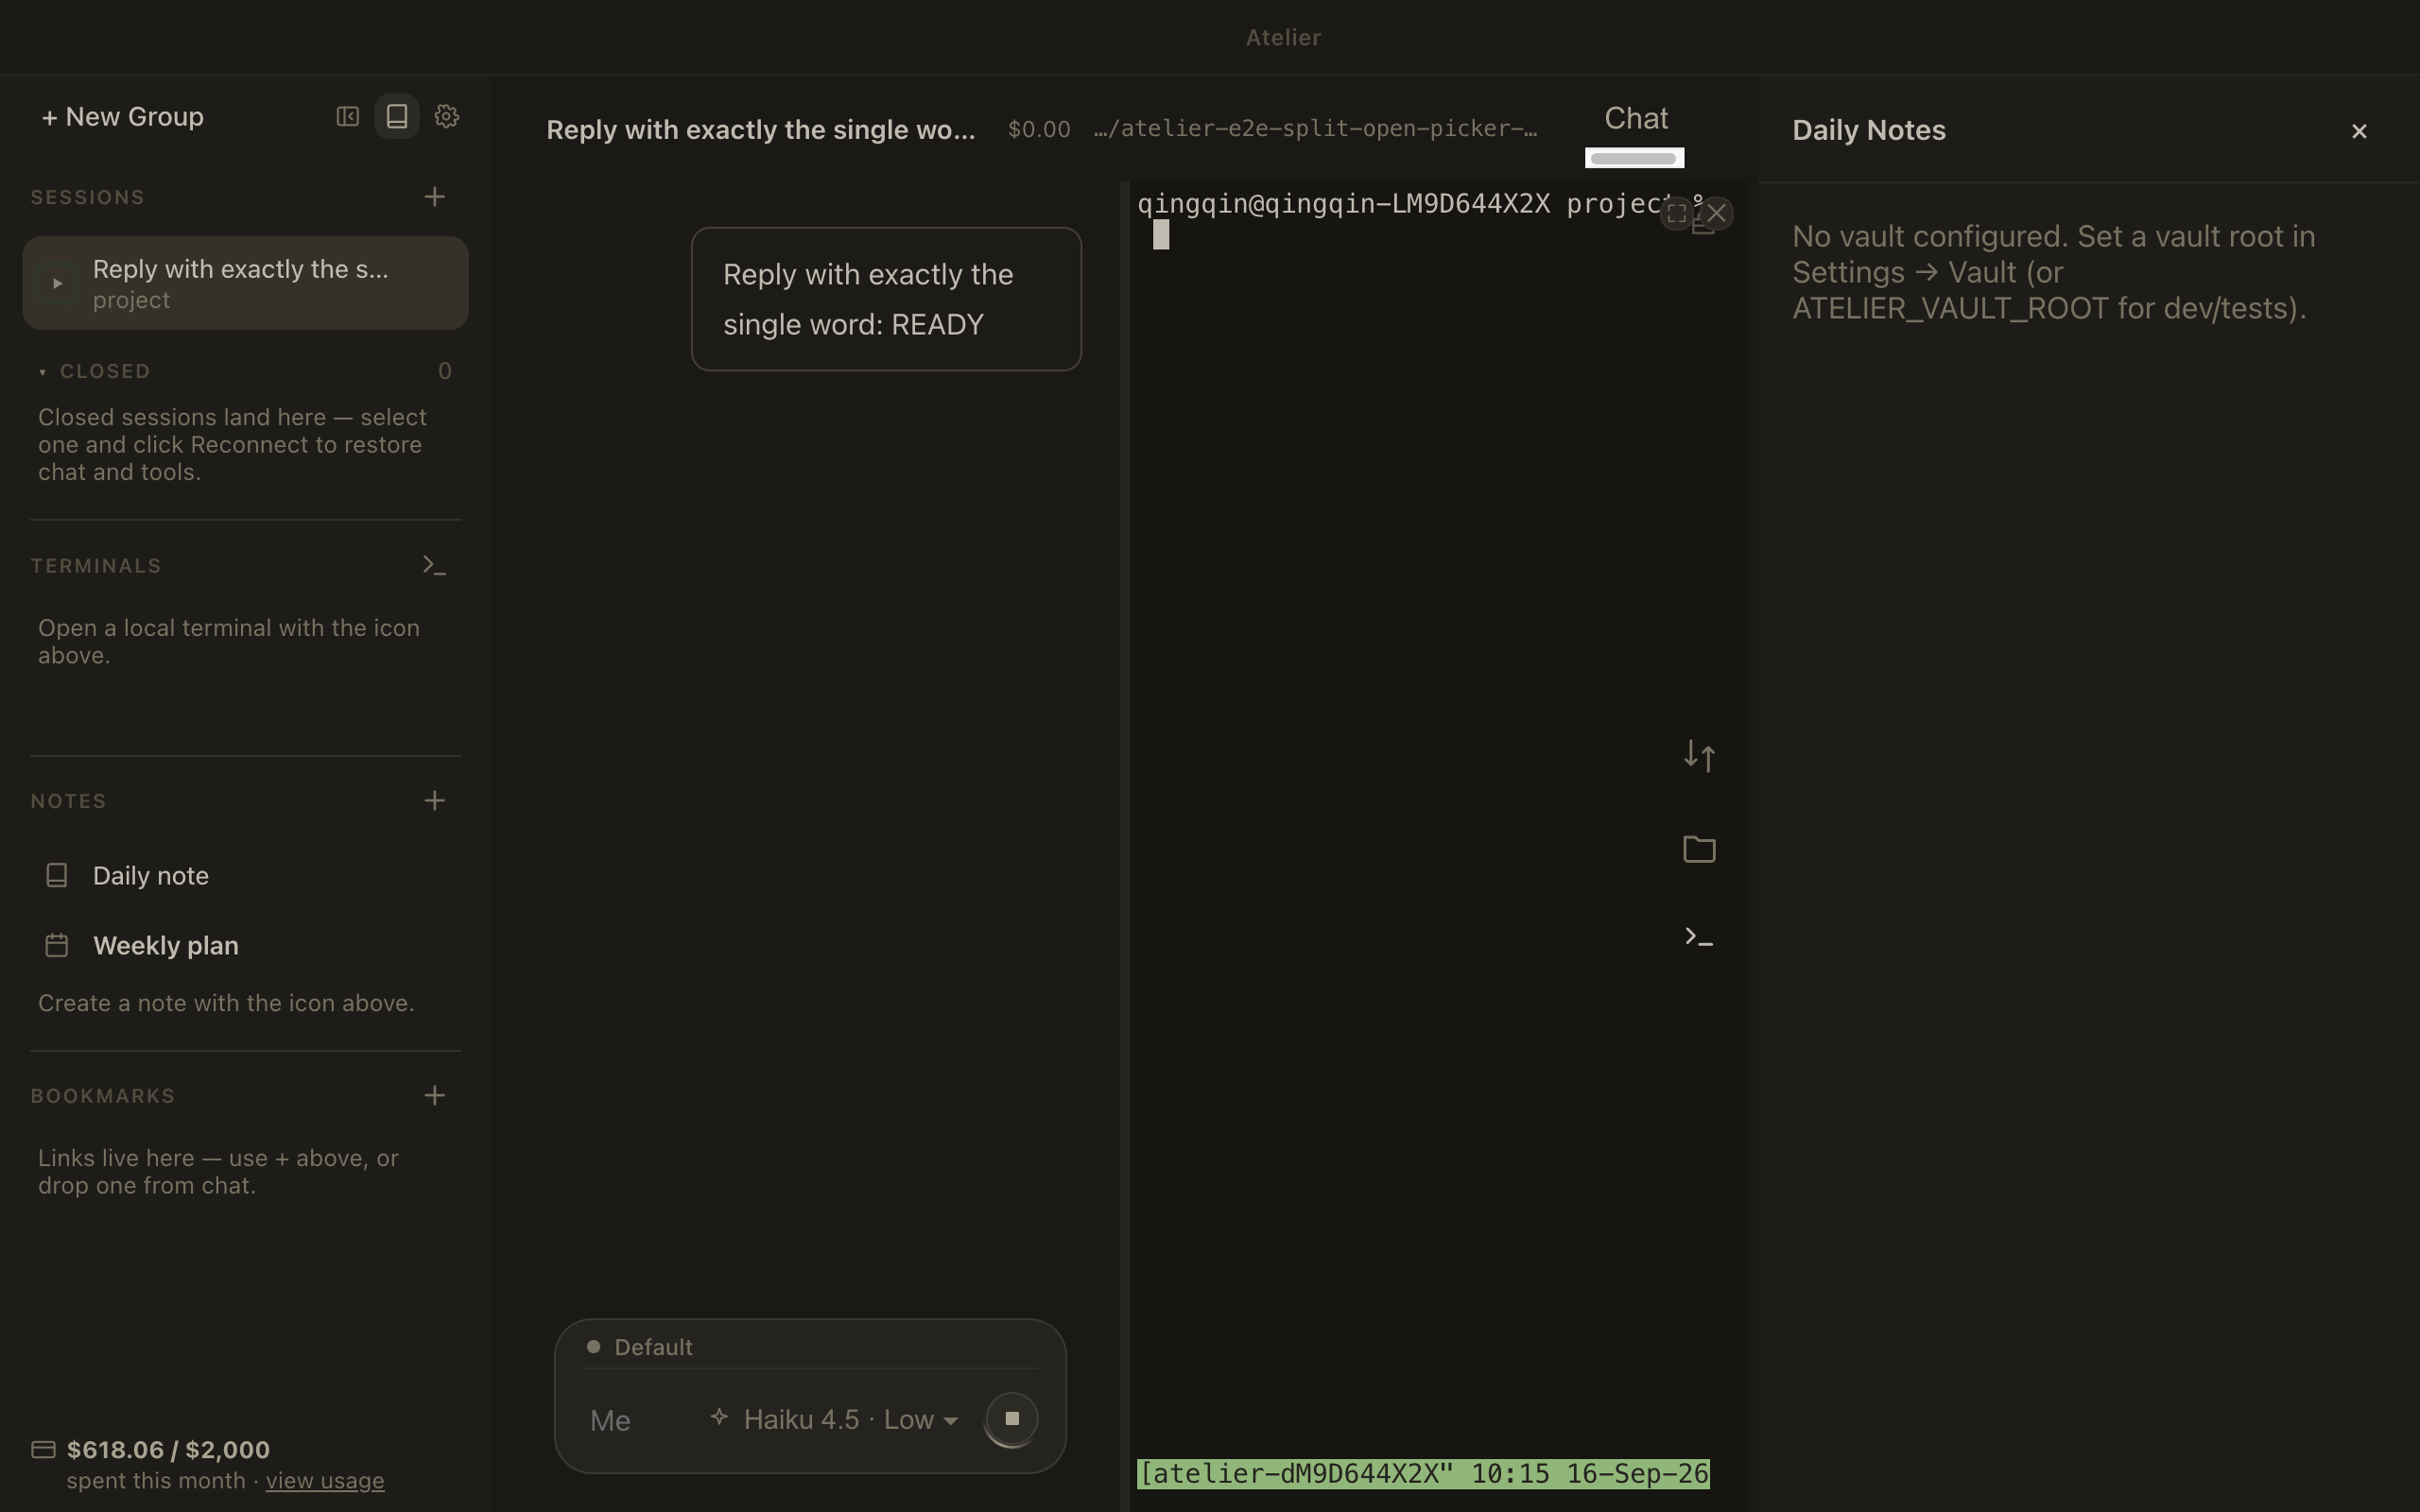 Atelier
+ New Group
SESSIONS
Reply with exactly the s...
project
CLOSED 0
Closed sessions land here — select
one and click Reconnect to restore
chat and tools.
TERMINALS
Open a local terminal with the icon
above.
NOTES
Daily note
Weekly plan
Create a note with the icon above.
BOOKMARKS
Links live here — use + above, or
drop one from chat.
$618.06 / $2,000
spent this month · view usage
Reply with exactly the single wo... $0.00 …/atelier-e2e-split-open-picker-…
Chat
Reply with exactly the
single word: READY
Default
Me Haiku 4.5 · Low
qingqin@qingqin-LM9D644X2X project %
[atelier-dM9D644X2X" 10:15 16-Sep-26
Daily Notes
No vault configured. Set a vault root in
Settings → Vault (or
ATELIER_VAULT_ROOT for dev/tests).